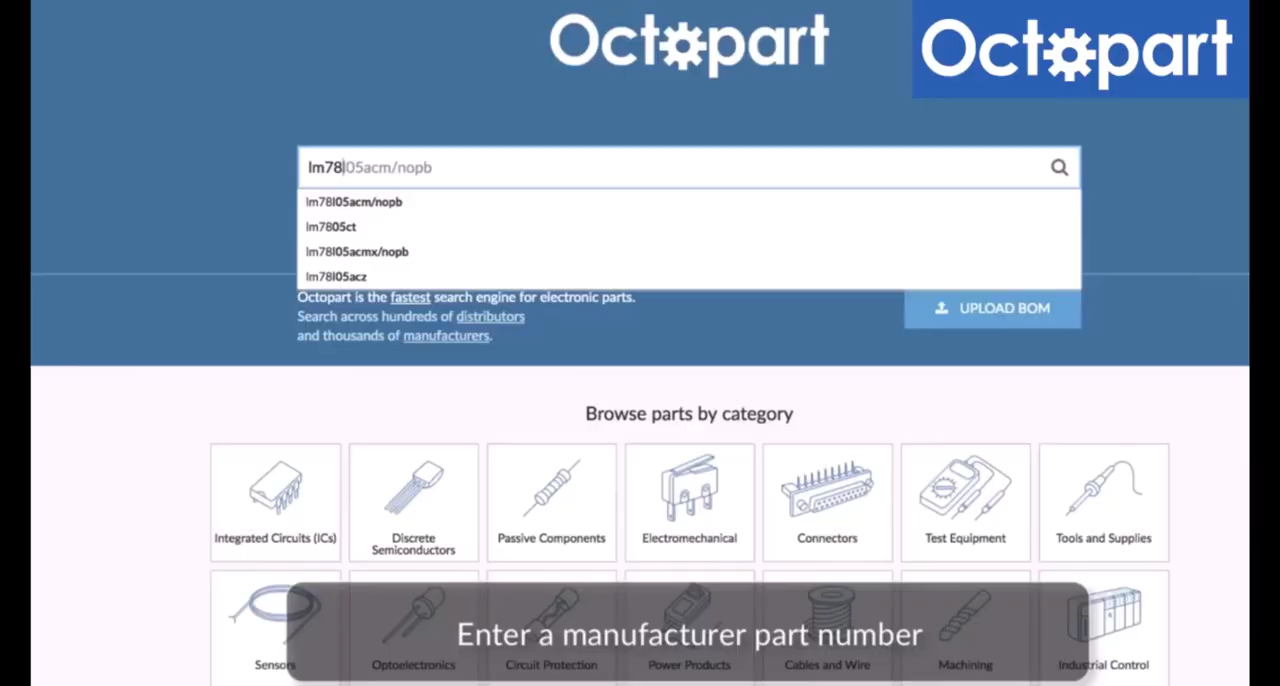 Octopart
Octopart
lm78l05acm/nopb
lm78l05acm/nopb
lm7805ct
lm78l05acmx/nopb
lm78l05acz
Octopart is the fastest search engine for electronic parts.
Search across hundreds of distributors
and thousands of manufacturers.
UPLOAD BOM
Browse parts by category
Integrated Circuits (ICs)
Discrete
Semiconductors
Passive Components
Electromechanical
Connectors
Test Equipment
Tools and Supplies
Enter a manufacturer part number
Sensors
Optoelectronics
Circuit Protection
Power Products
Cables and Wire
Machining
Industrial Control